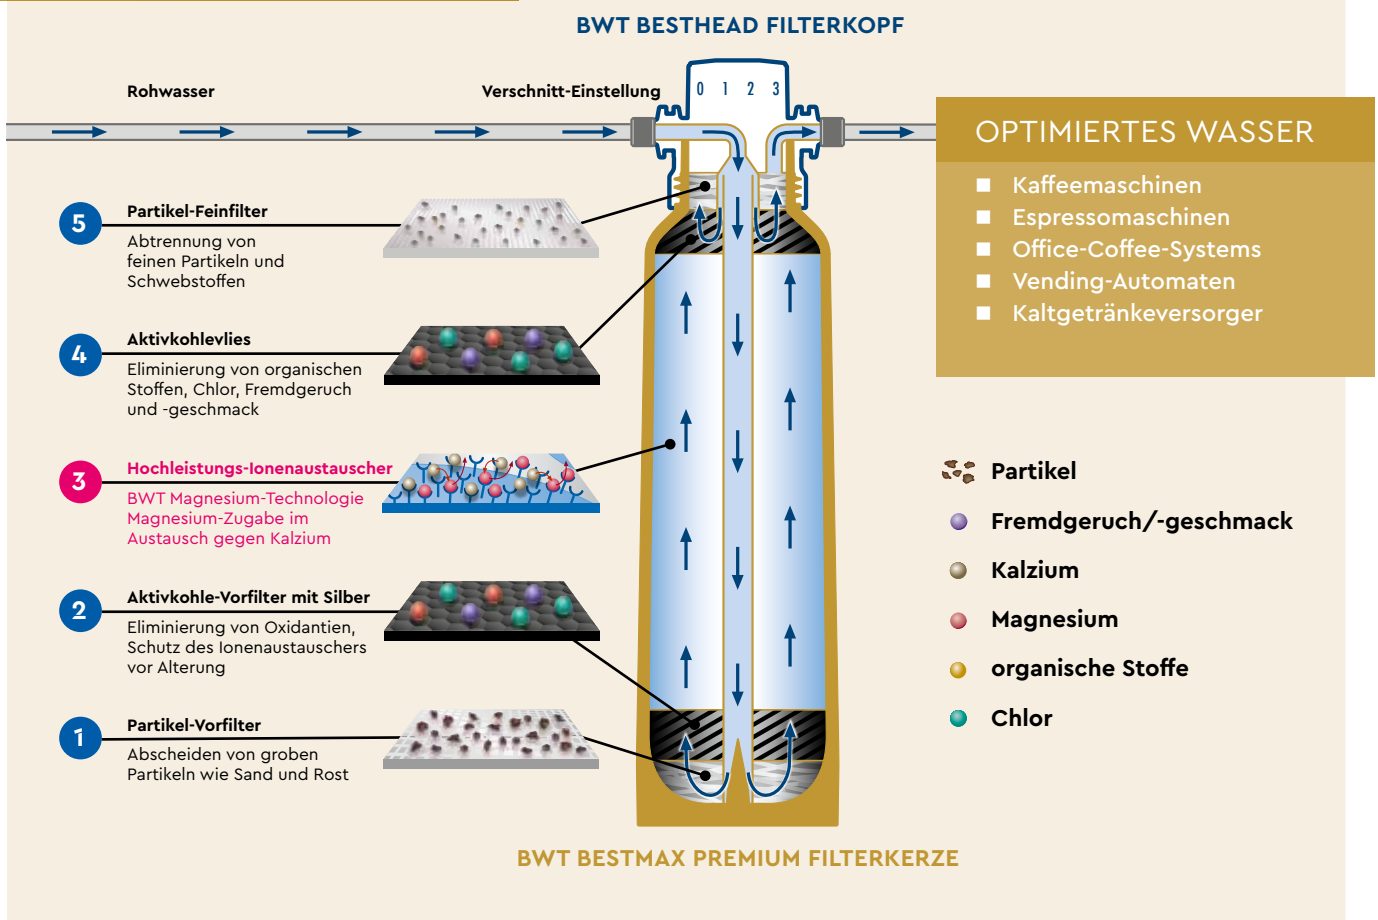 BWT BESTHEAD FILTERKOPF
Rohwasser
Verschnitt-Einstellung
0 1 2 3
OPTIMIERTES WASSER
Kaffeemaschinen
Espressomaschinen
Office-Coffee-Systems
Vending-Automaten
Kaltgetränkeversorger
5
Partikel-Feinfilter
Abtrennung von
feinen Partikeln und
Schwebstoffen
4
Aktivkohlevlies
Eliminierung von organischen
Stoffen, Chlor, Fremdgeruch
und -geschmack
3
Hochleistungs-Ionenaustauscher
BWT Magnesium-Technologie
Magnesium-Zugabe im
Austausch gegen Kalzium
2
Aktivkohle-Vorfilter mit Silber
Eliminierung von Oxidantien,
Schutz des Ionenaustauschers
vor Alterung
1
Partikel-Vorfilter
Abscheiden von groben
Partikeln wie Sand und Rost
Partikel
Fremdgeruch/-geschmack
Kalzium
Magnesium
organische Stoffe
Chlor
BWT BESTMAX PREMIUM FILTERKERZE